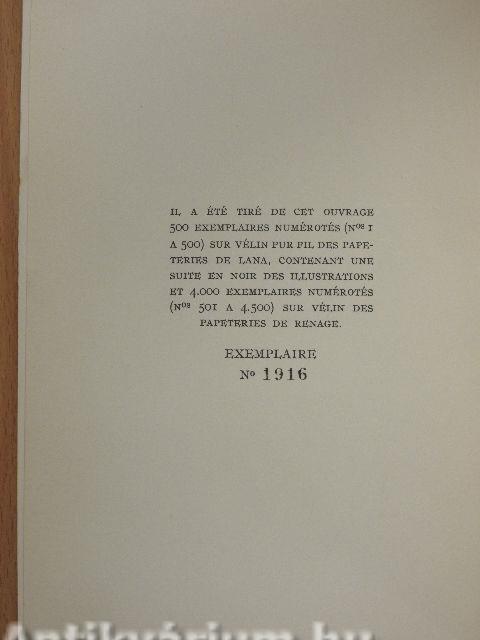 IL A ÉTÉ TIRÉ DE CET OUVRAGE
500 EXEMPLAIRES NUMÉROTÉS (Nos 1
A 500) SUR VÉLIN PUR FIL DES PAPE-
TERIES DE LANA, CONTENANT UNE
SUITE EN NOIR DES ILLUSTRATIONS
ET 4.000 EXEMPLAIRES NUMÉROTÉS
(Nos 501 A 4.500) SUR VÉLIN DES
PAPETERIES DE RENAGE.
EXEMPLAIRE
No 1916
Antikvárium.hu